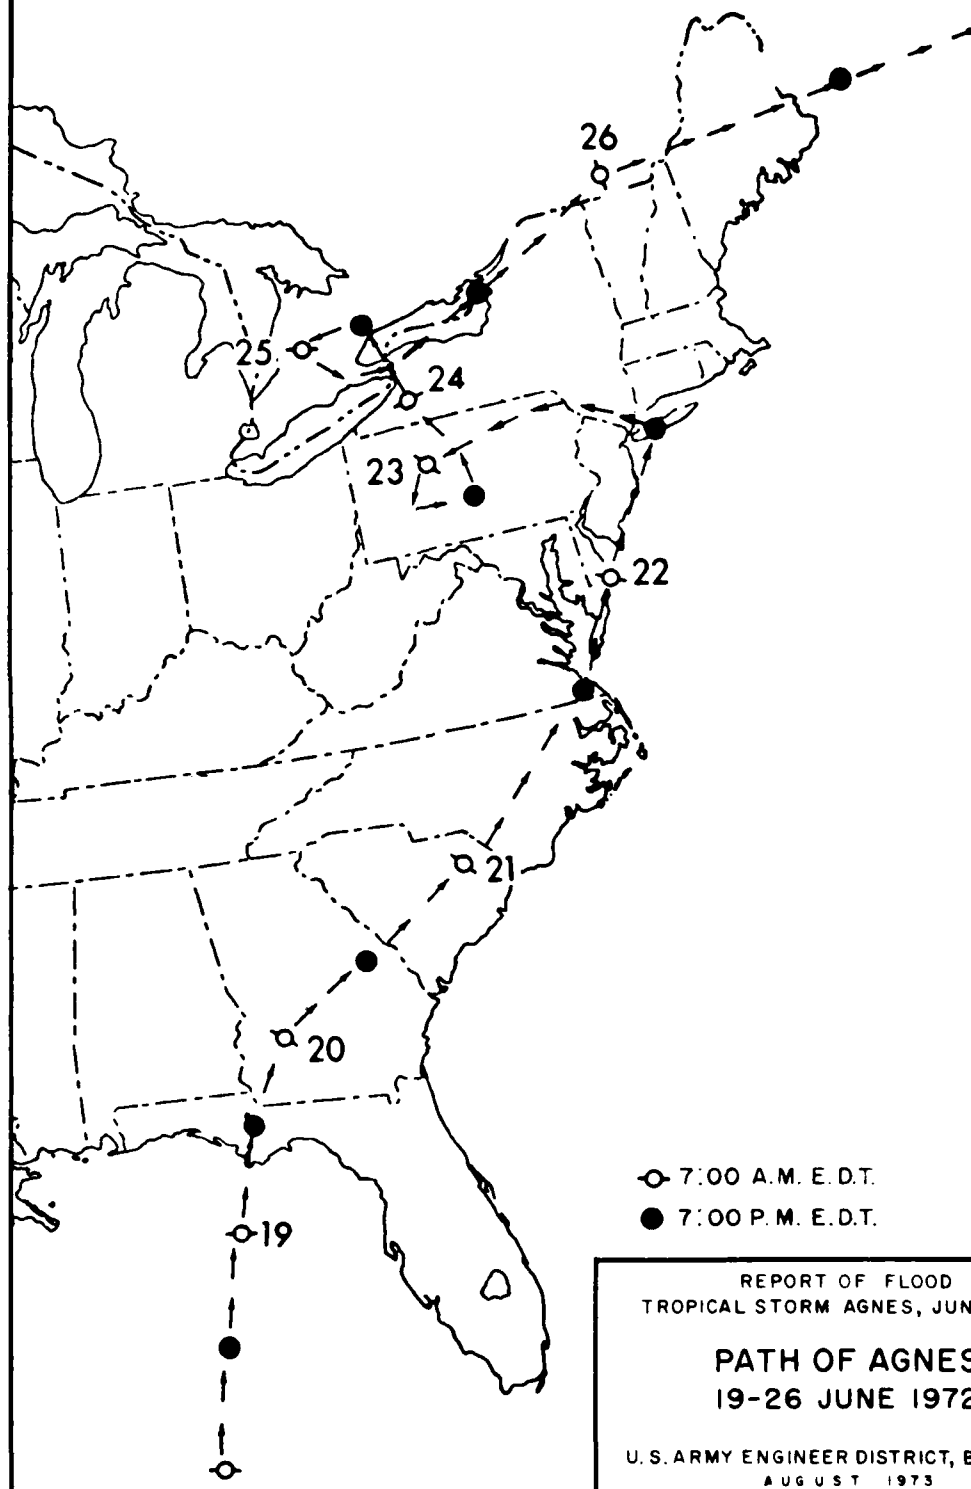 26
25
24
23
22
21
20
19
7:00 A.M. E.D.T.
7:00 P.M. E.D.T.
REPORT OF FLOOD
TROPICAL STORM AGNES, JUN
PATH OF AGNES
19-26 JUNE 1972
U.S. ARMY ENGINEER DISTRICT, B
AUGUST 1973